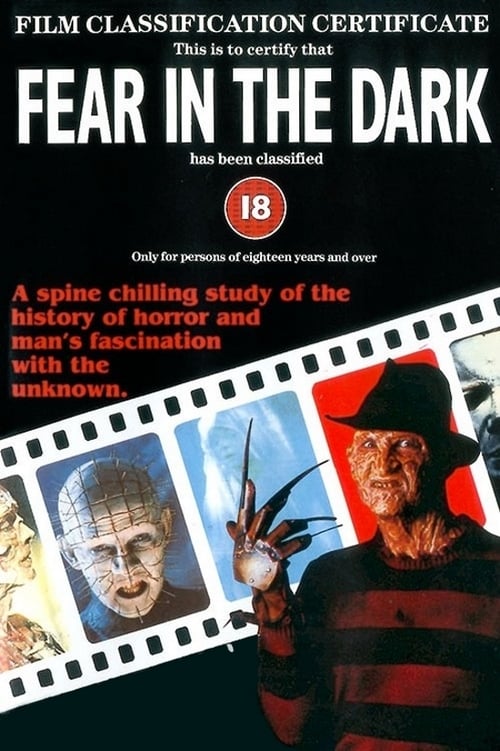 FILM CLASSIFICATION CERTIFICATE
This is to certify that
FEAR IN THE DARK
has been classified
18
Only for persons of eighteen years and over
A spine chilling study of the
history of horror and
man's fascination
with the
unknown.